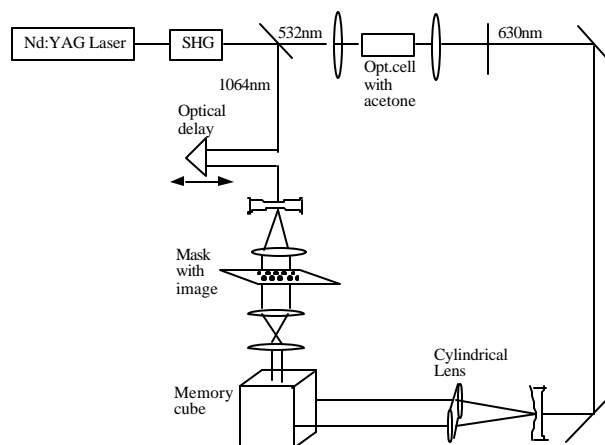 Nd:YAG Laser
SHG
532nm
630nm
Opt.cell
with
acetone
1064nm
Optical
delay
Mask
with
image
Cylindrical
Lens
Memory
cube